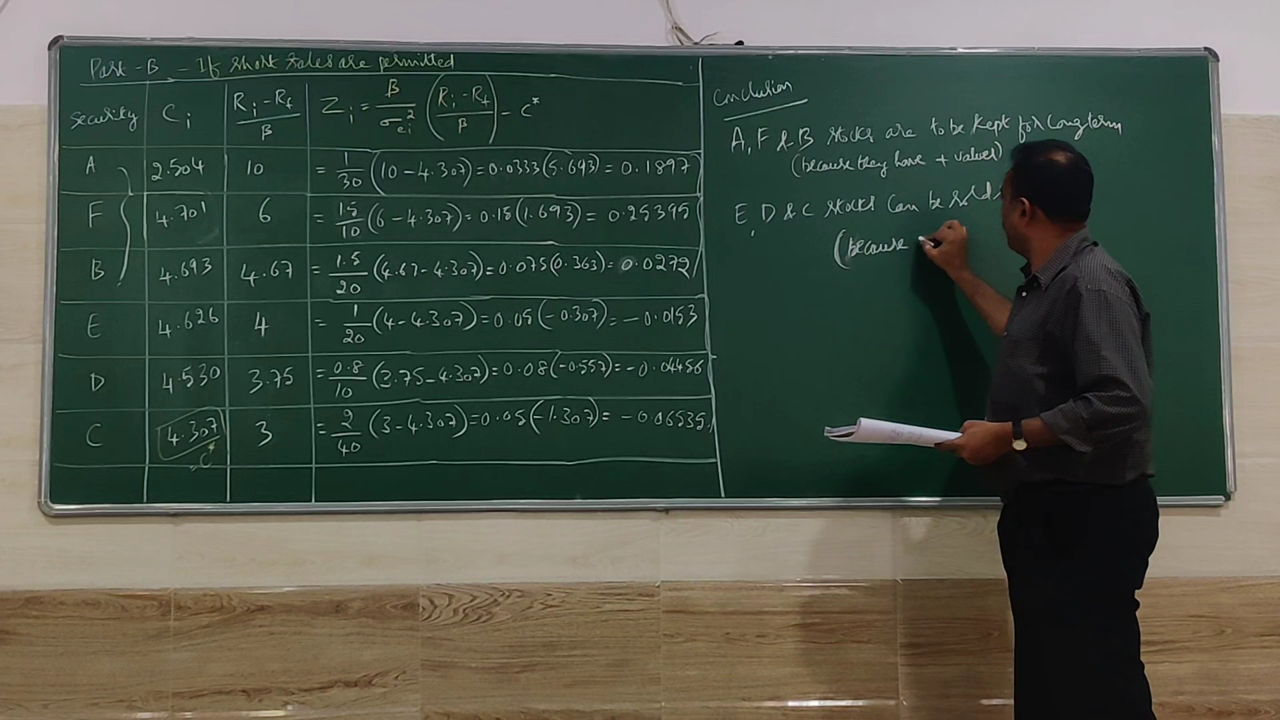 Part-B - If short sales are permitted
Security Ci Ri-Rf/β Zi = β/σei² (Ri-Rf/β) - C*
A 2.504 10 = 1/30 (10-4.307)=0.0333(5.693)=0.1897
F 4.701 6 = 1.5/10 (6-4.307)=0.15(1.693)=0.25395
B 4.693 4.67 = 1.5/20 (4.67-4.307)=0.075(0.363)=0.0272
E 4.626 4 = 1/20 (4-4.307)=0.05(-0.307)=-0.0153
D 4.530 3.75 = 0.8/10 (3.75-4.307)=0.08(-0.557)=-0.04456
C 4.307 3 = 2/40 (3-4.307)=0.05(-1.307)=-0.06535
=C*
Conclusion
A, F & B stocks are to be kept for long term
(because they have + values)
E, D & C stocks can be sold
(because